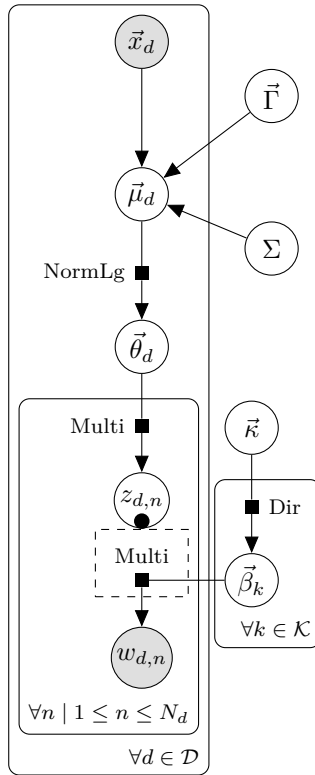 x⃗_d
Γ⃗
μ⃗_d
Σ
NormLg
θ⃗_d
Multi
κ⃗
z_{d,n}
Dir
Multi
β⃗_k
∀k ∈ 𝒦
w_{d,n}
∀n | 1 ≤ n ≤ N_d
∀d ∈ 𝒟